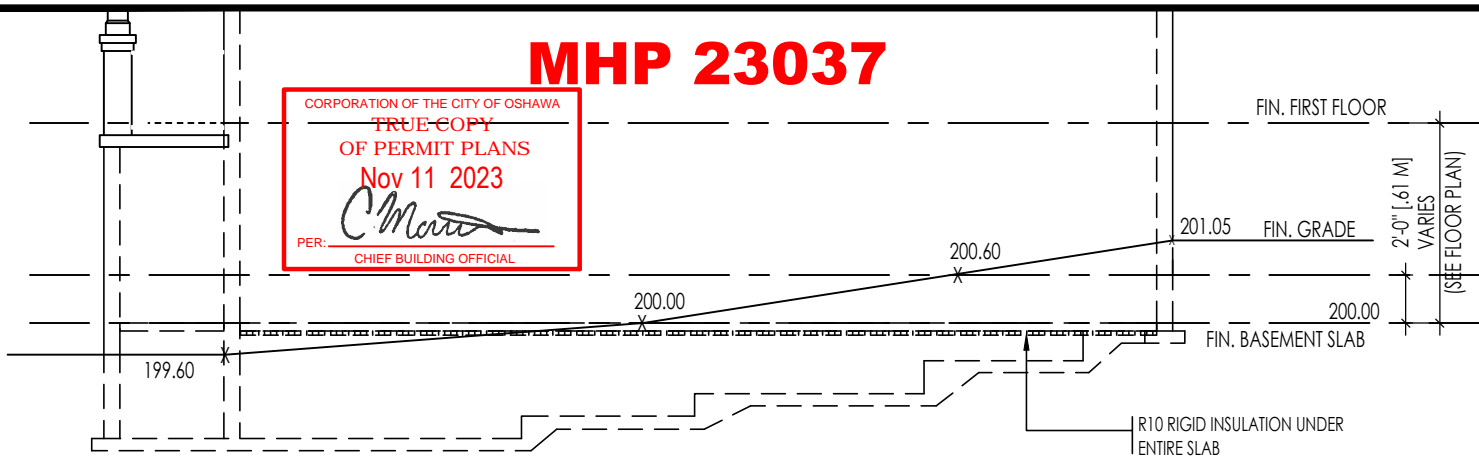 MHP 23037
CORPORATION OF THE CITY OF OSHAWA
TRUE COPY
OF PERMIT PLANS
Nov 11 2023
PER:
CHIEF BUILDING OFFICIAL
FIN. FIRST FLOOR
2'-0" [.61 M]
VARIES
(SEE FLOOR PLAN)
201.05
FIN. GRADE
200.60
200.00
200.00
FIN. BASEMENT SLAB
199.60
R10 RIGID INSULATION UNDER
ENTIRE SLAB